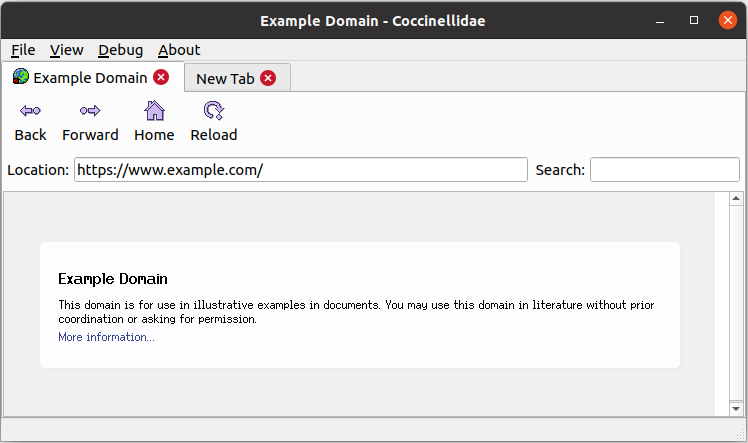 Example Domain - Coccinellidae
File View Debug About
Example Domain New Tab
Back Forward Home Reload
Location: https://www.example.com/ Search:
Example Domain
This domain is for use in illustrative examples in documents. You may use this domain in literature without prior
coordination or asking for permission.
More information...